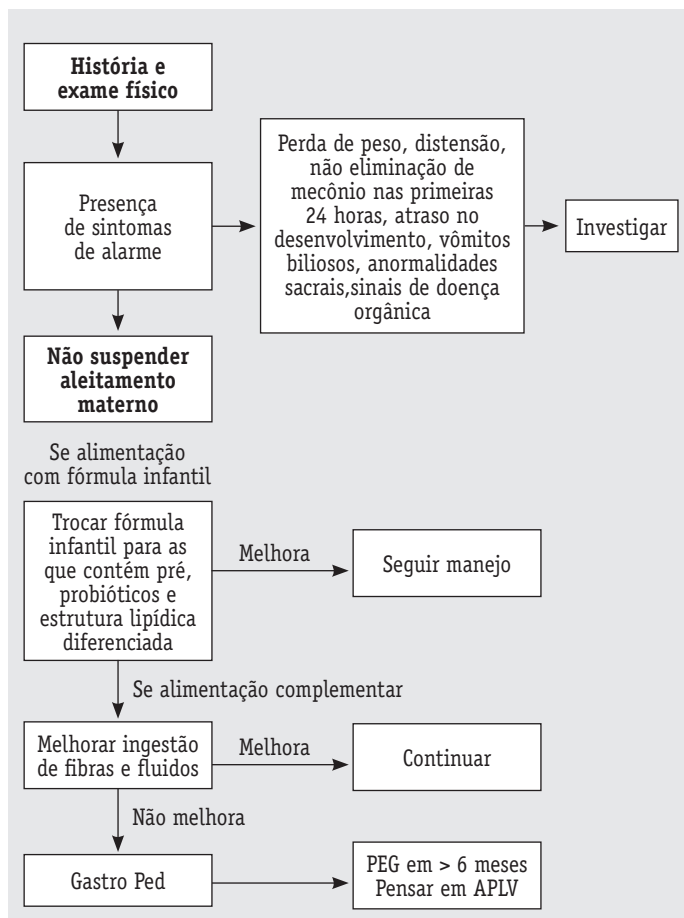 História e
exame físico
Presença
de sintomas
de alarme
Perda de peso, distensão,
não eliminação de
mecônio nas primeiras
24 horas, atraso no
desenvolvimento, vômitos
biliosos, anormalidades
sacrais,sinais de doença
orgânica
Investigar
Não suspender
aleitamento
materno
Se alimentação
com fórmula infantil
Trocar fórmula
infantil para as
que contém pré,
probióticos e
estrutura lipídica
diferenciada
Melhora
Seguir manejo
Se alimentação complementar
Melhorar ingestão
de fibras e fluidos
Melhora
Continuar
Não melhora
Gastro Ped
PEG em > 6 meses
Pensar em APLV